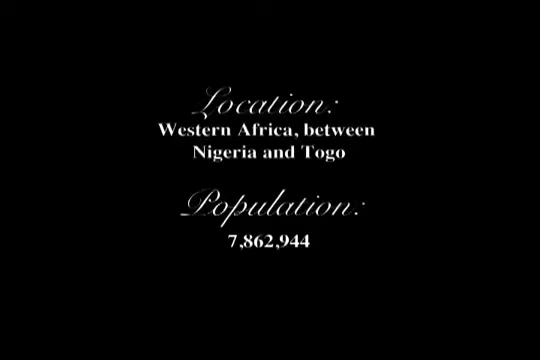 Location:
Western Africa, between
Nigeria and Togo
Population:
7,862,944